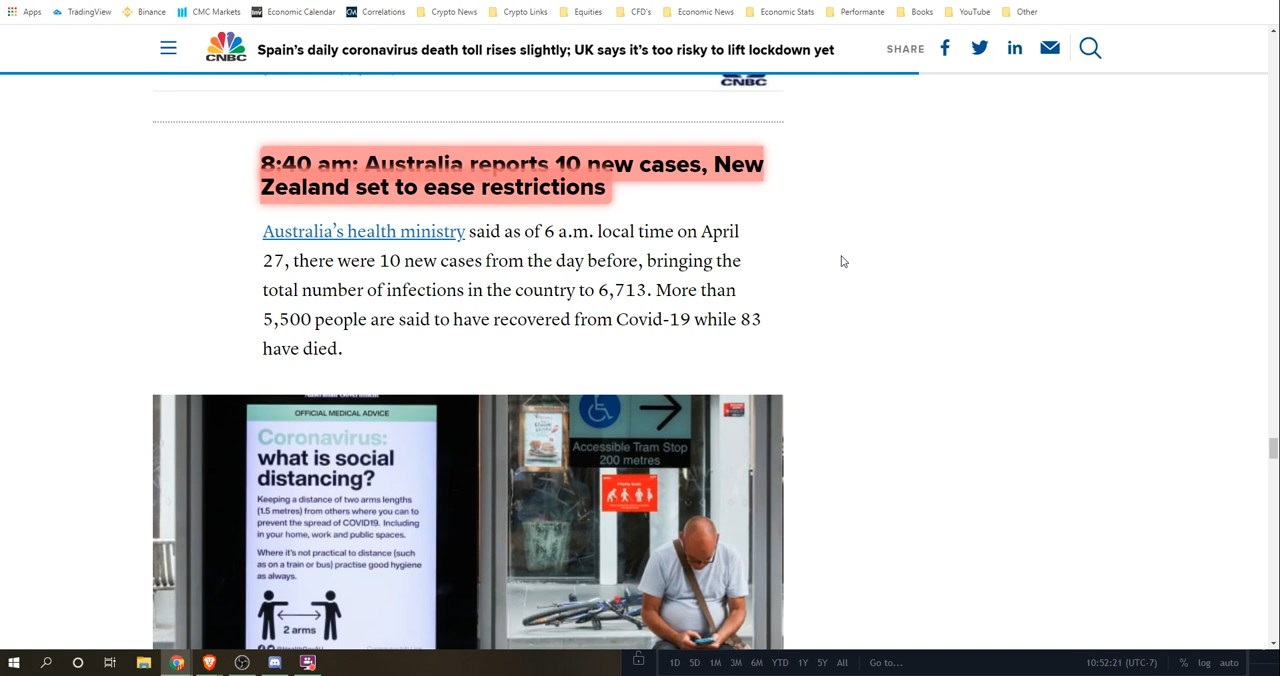 Apps TradingView Binance CMC Markets Economic Calendar Correlations Crypto News Crypto Links Equities CFD's Economic News Economic Stats Performante Books YouTube Other
CNBC Spain's daily coronavirus death toll rises slightly; UK says it's too risky to lift lockdown yet SHARE
CNBC
8:40 am: Australia reports 10 new cases, New
Zealand set to ease restrictions
Australia's health ministry said as of 6 a.m. local time on April
27, there were 10 new cases from the day before, bringing the
total number of infections in the country to 6,713. More than
5,500 people are said to have recovered from Covid-19 while 83
have died.
OFFICIAL MEDICAL ADVICE
Coronavirus:
what is social
distancing?
Keeping a distance of two arms lengths
(1.5 metres) from others where you can to
prevent the spread of COVID19. Including
in your home, work and public spaces.
Where it's not practical to distance (such
as on a train or bus) practise good hygiene
as always.
2 arms
Accessible Tram Stop
200 metres
1D 5D 1M 3M 6M YTD 1Y 5Y All Go to... 10:52:21 (UTC-7) % log auto